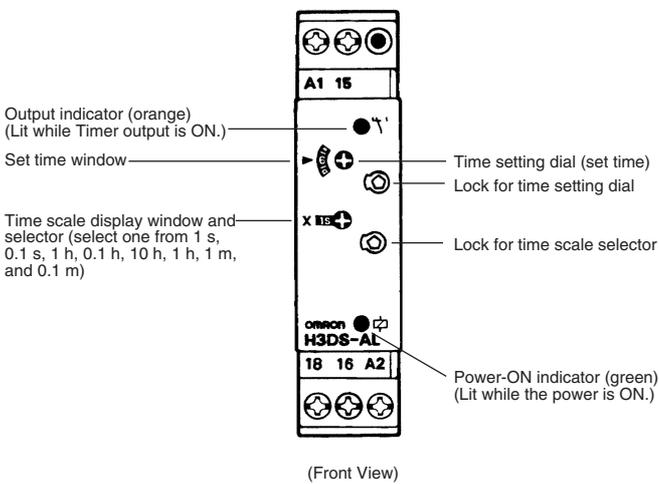 A1 15
Output indicator (orange)
(Lit while Timer output is ON.)
Set time window
Time setting dial (set time)
Lock for time setting dial
Time scale display window and
selector (select one from 1 s,
0.1 s, 1 h, 0.1 h, 10 h, 1 h, 1 m,
and 0.1 m)
X 1S
Lock for time scale selector
OMRON
H3DS-AL
18 16 A2
Power-ON indicator (green)
(Lit while the power is ON.)
(Front View)